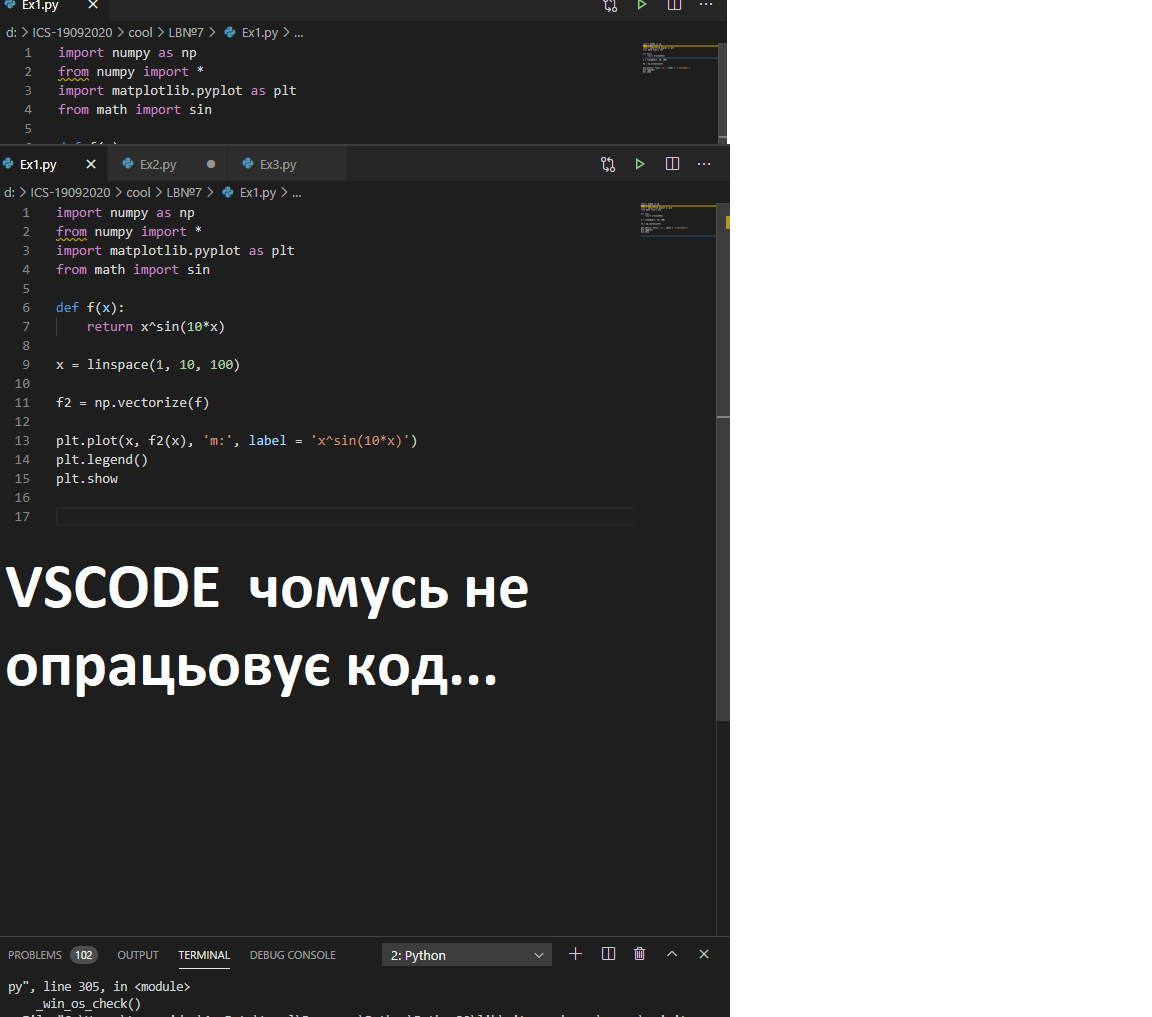 Ex1.py
d: > ICS-19092020 > cool > LBNº7 > Ex1.py > ...
1 import numpy as np
2 from numpy import *
3 import matplotlib.pyplot as plt
4 from math import sin
5
Ex1.py Ex2.py Ex3.py
d: > ICS-19092020 > cool > LBNº7 > Ex1.py > ...
1 import numpy as np
2 from numpy import *
3 import matplotlib.pyplot as plt
4 from math import sin
5
6 def f(x):
7     return x^sin(10*x)
8
9 x = linspace(1, 10, 100)
10
11 f2 = np.vectorize(f)
12
13 plt.plot(x, f2(x), 'm:', label = 'x^sin(10*x)')
14 plt.legend()
15 plt.show
16
17
VSCODE чомусь не
опрацьовує код...
PROBLEMS 102 OUTPUT TERMINAL DEBUG CONSOLE 2: Python
py", line 305, in <module>
_win_os_check()